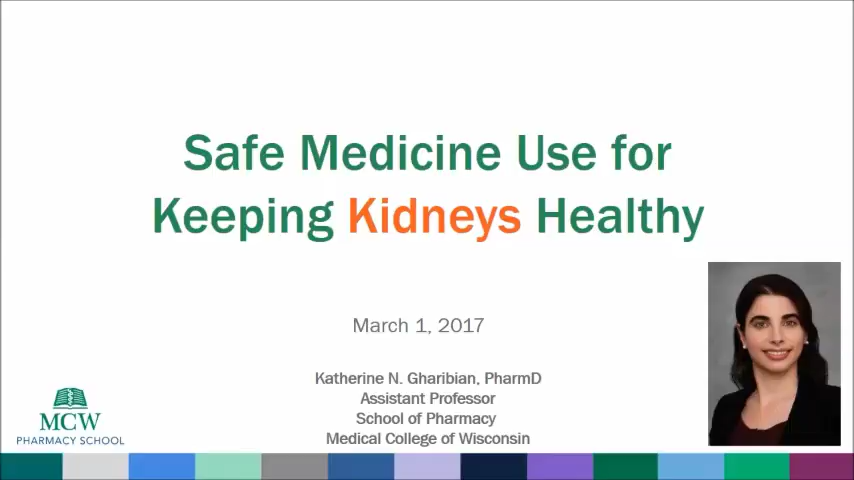 Safe Medicine Use for
Keeping Kidneys Healthy
March 1, 2017
Katherine N. Gharibian, PharmD
Assistant Professor
School of Pharmacy
Medical College of Wisconsin
MCW
PHARMACY SCHOOL